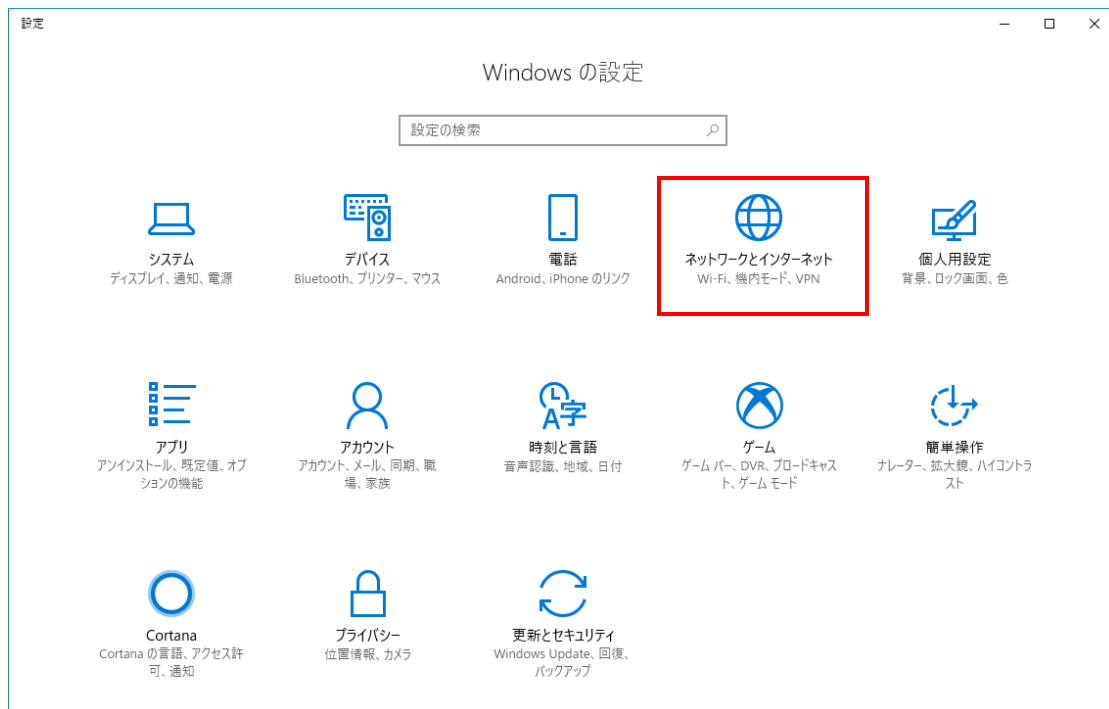 設定
Windows の設定
設定の検索
システム
ディスプレイ、通知、電源
デバイス
Bluetooth、プリンター、マウス
電話
Android、iPhone のリンク
ネットワークとインターネット
Wi-Fi、機内モード、VPN
個人用設定
背景、ロック画面、色
アプリ
アンインストール、既定値、オプ
ションの機能
アカウント
アカウント、メール、同期、職
場、家族
時刻と言語
音声認識、地域、日付
ゲーム
ゲーム バー、DVR、ブロードキャス
ト、ゲーム モード
簡単操作
ナレーター、拡大鏡、ハイコントラ
スト
Cortana
Cortana の言語、アクセス許
可、通知
プライバシー
位置情報、カメラ
更新とセキュリティ
Windows Update、回復、
バックアップ